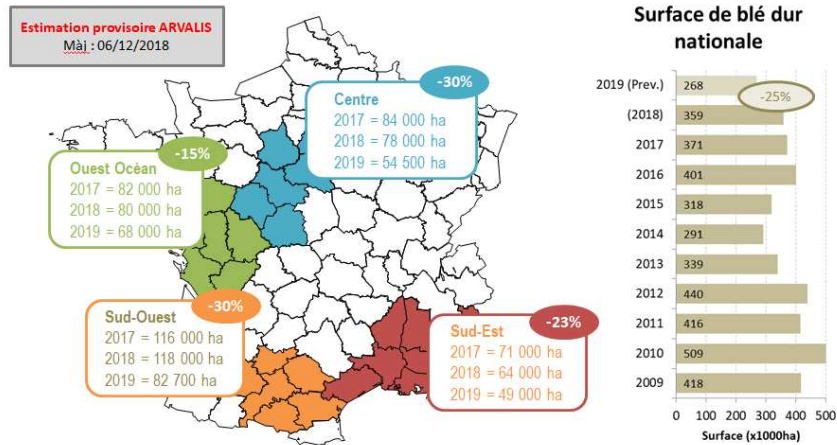 Estimation provisoire ARVALIS
Màj : 06/12/2018
-30%
Centre
2017 = 84 000 ha
2018 = 78 000 ha
2019 = 54 500 ha
-15%
Ouest Océan
2017 = 82 000 ha
2018 = 80 000 ha
2019 = 68 000 ha
-30%
Sud-Ouest
2017 = 116 000 ha
2018 = 118 000 ha
2019 = 82 700 ha
-23%
Sud-Est
2017 = 71 000 ha
2018 = 64 000 ha
2019 = 49 000 ha
Surface de blé dur
nationale
2019 (Prev.) 268
-25%
(2018) 359
2017 371
2016 401
2015 318
2014 291
2013 339
2012 440
2011 416
2010 509
2009 418
0 100 200 300 400 500
Surface (x1000ha)